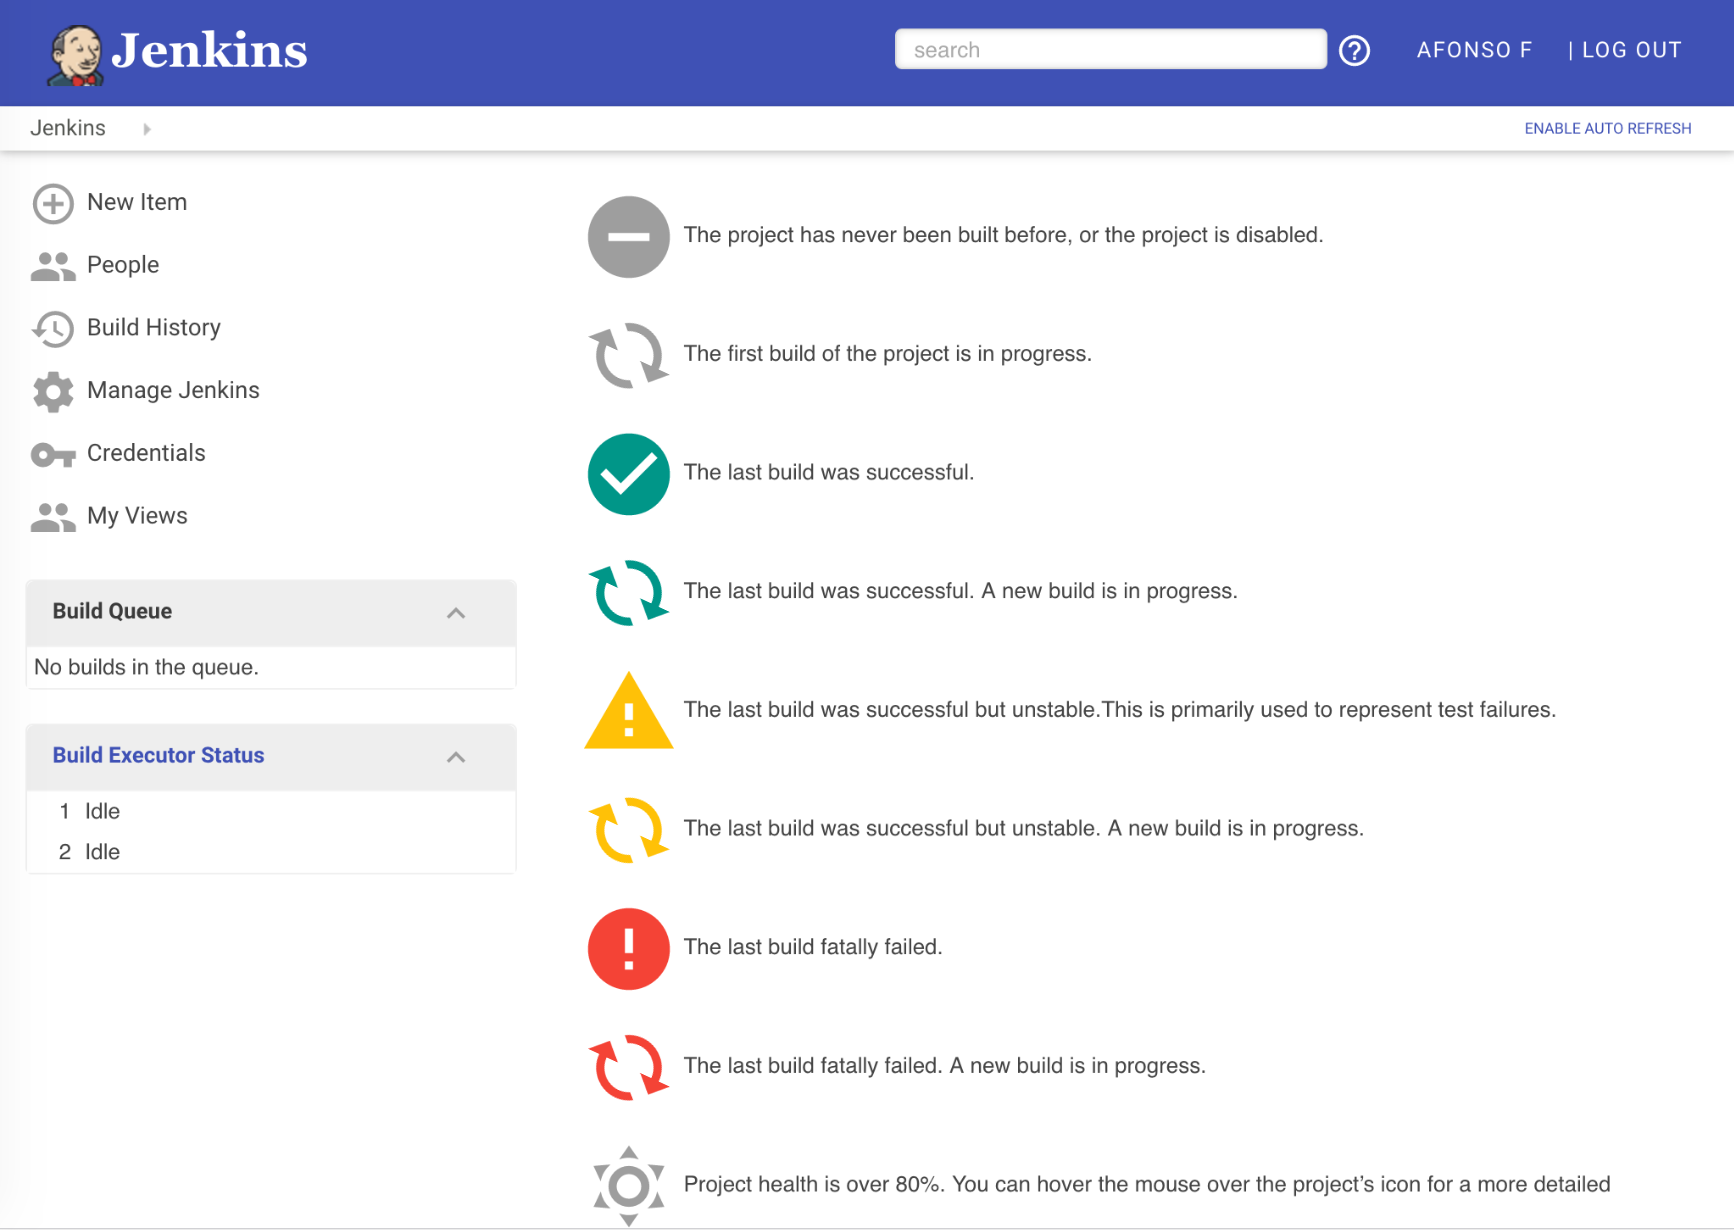 Jenkins
search
AFONSO F | LOG OUT
Jenkins
ENABLE AUTO REFRESH
New Item
People
Build History
Manage Jenkins
Credentials
My Views
Build Queue
No builds in the queue.
Build Executor Status
1 Idle
2 Idle
The project has never been built before, or the project is disabled.
The first build of the project is in progress.
The last build was successful.
The last build was successful. A new build is in progress.
The last build was successful but unstable.This is primarily used to represent test failures.
The last build was successful but unstable. A new build is in progress.
The last build fatally failed.
The last build fatally failed. A new build is in progress.
Project health is over 80%. You can hover the mouse over the project’s icon for a more detailed